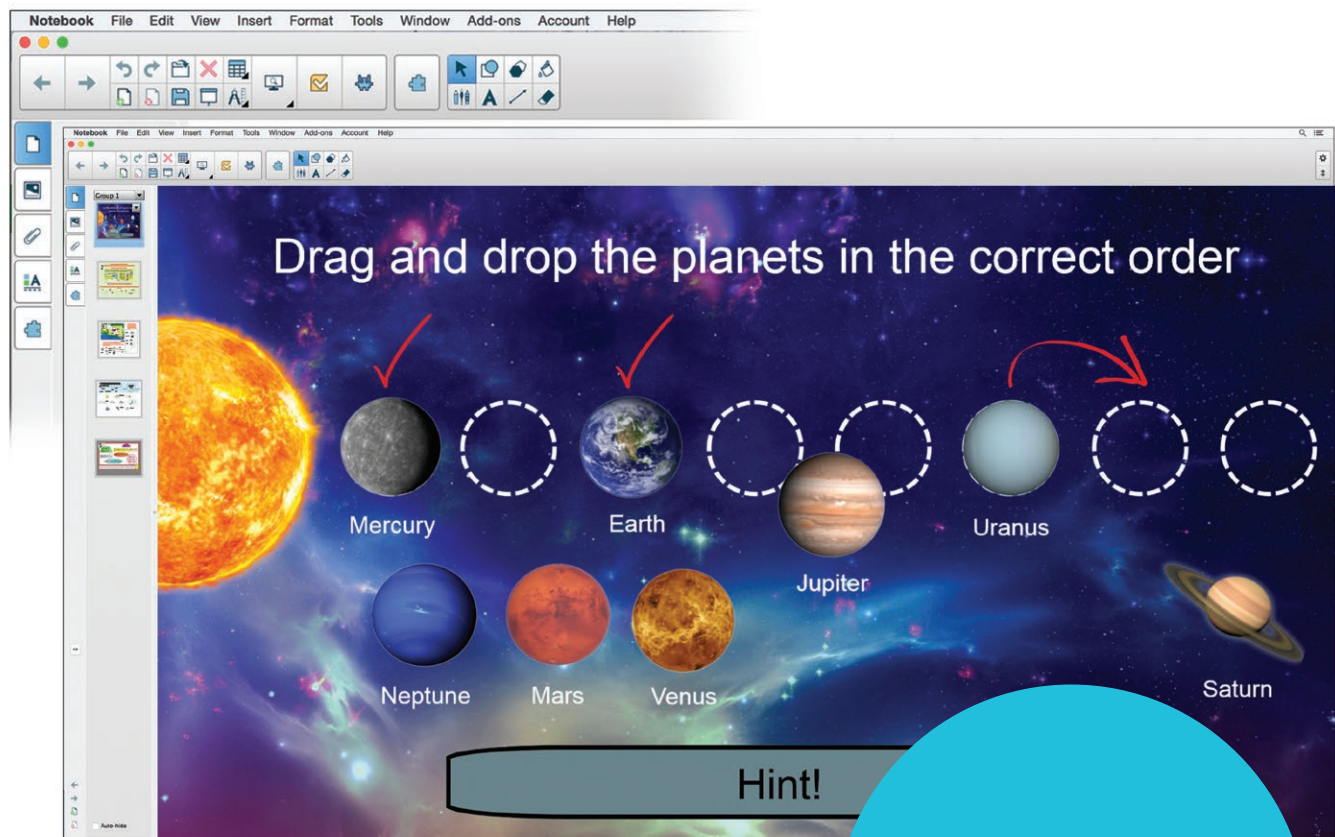 Notebook File Edit View Insert Format Tools Window Add-ons Account Help
A
A
Notebook File Edit View Insert Format Tools Window Add-ons Account Help
A
A
Group 1
Drag and drop the planets in the correct order
Mercury
Earth
Uranus
Jupiter
Neptune
Mars
Venus
Saturn
Hint!
Auto-hide